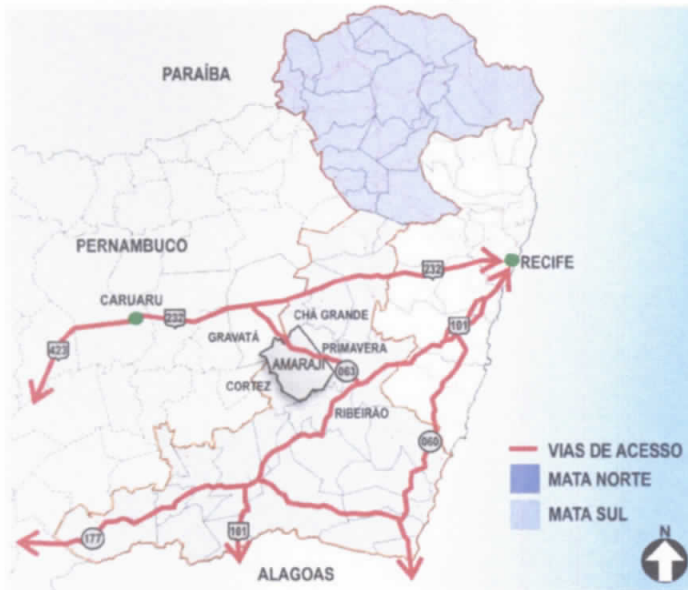 PARAÍBA
PERNAMBUCO
232
RECIFE
CARUARU
232
CHÁ GRANDE
101
423
GRAVATÁ
PRIMAVERA
AMARAJI
063
CORTEZ
RIBEIRÃO
060
VIAS DE ACESSO
MATA NORTE
MATA SUL
177
101
N
ALAGOAS